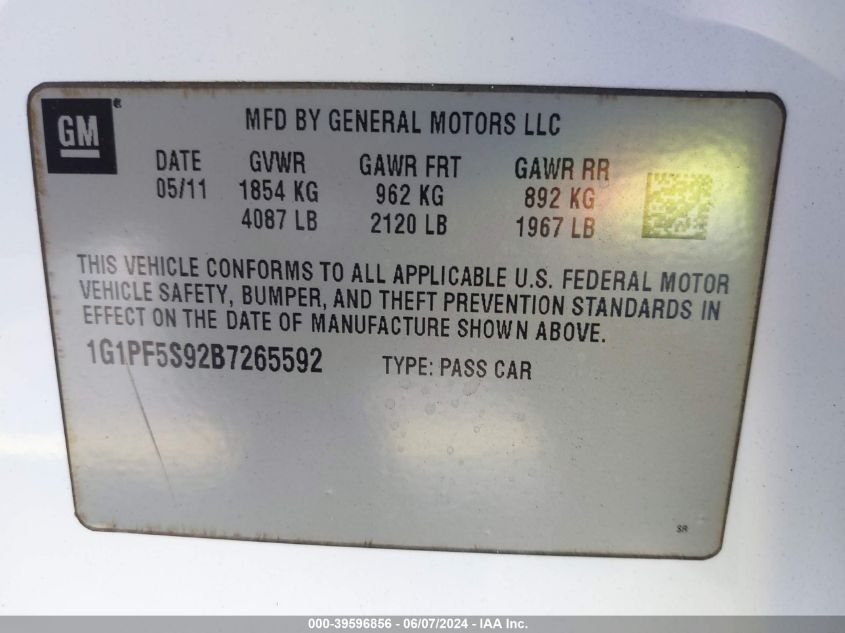 GM
MFD BY GENERAL MOTORS LLC
DATE GVWR GAWR FRT GAWR RR
05/11 1854 KG 962 KG 892 KG
4087 LB 2120 LB 1967 LB
THIS VEHICLE CONFORMS TO ALL APPLICABLE U.S. FEDERAL MOTOR
VEHICLE SAFETY, BUMPER, AND THEFT PREVENTION STANDARDS IN
EFFECT ON THE DATE OF MANUFACTURE SHOWN ABOVE.
1G1PF5S92B7265592 TYPE: PASS CAR
SR
000-39596856 - 06/07/2024 - IAA Inc.